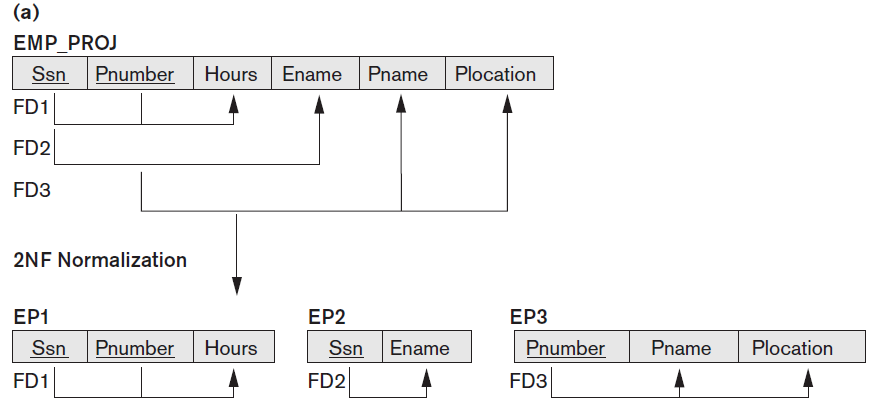 (a)
EMP_PROJ
Ssn Pnumber Hours Ename Pname Plocation
FD1
FD2
FD3
2NF Normalization
EP1 EP2 EP3
Ssn Pnumber Hours Ssn Ename Pnumber Pname Plocation
FD1 FD2 FD3